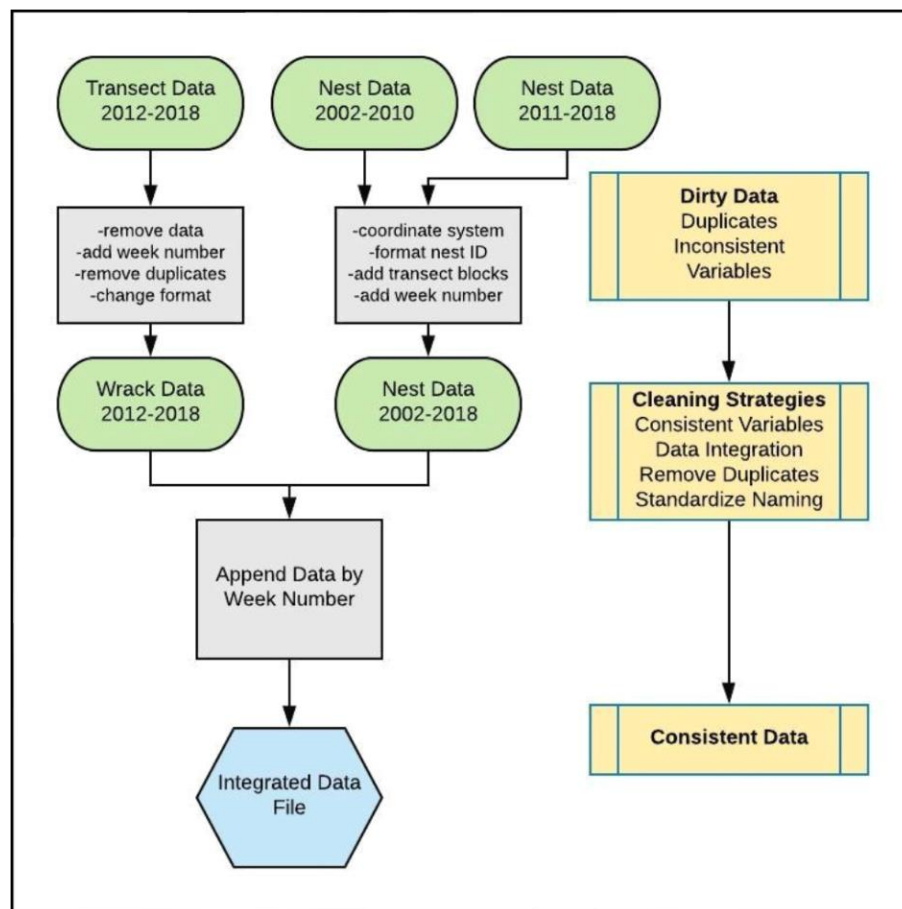 Transect Data
2012-2018
Nest Data
2002-2010
Nest Data
2011-2018
-remove data
-add week number
-remove duplicates
-change format
-coordinate system
-format nest ID
-add transect blocks
-add week number
Wrack Data
2012-2018
Nest Data
2002-2018
Append Data by
Week Number
Integrated Data
File
Dirty Data
Duplicates
Inconsistent
Variables
Cleaning Strategies
Consistent Variables
Data Integration
Remove Duplicates
Standardize Naming
Consistent Data